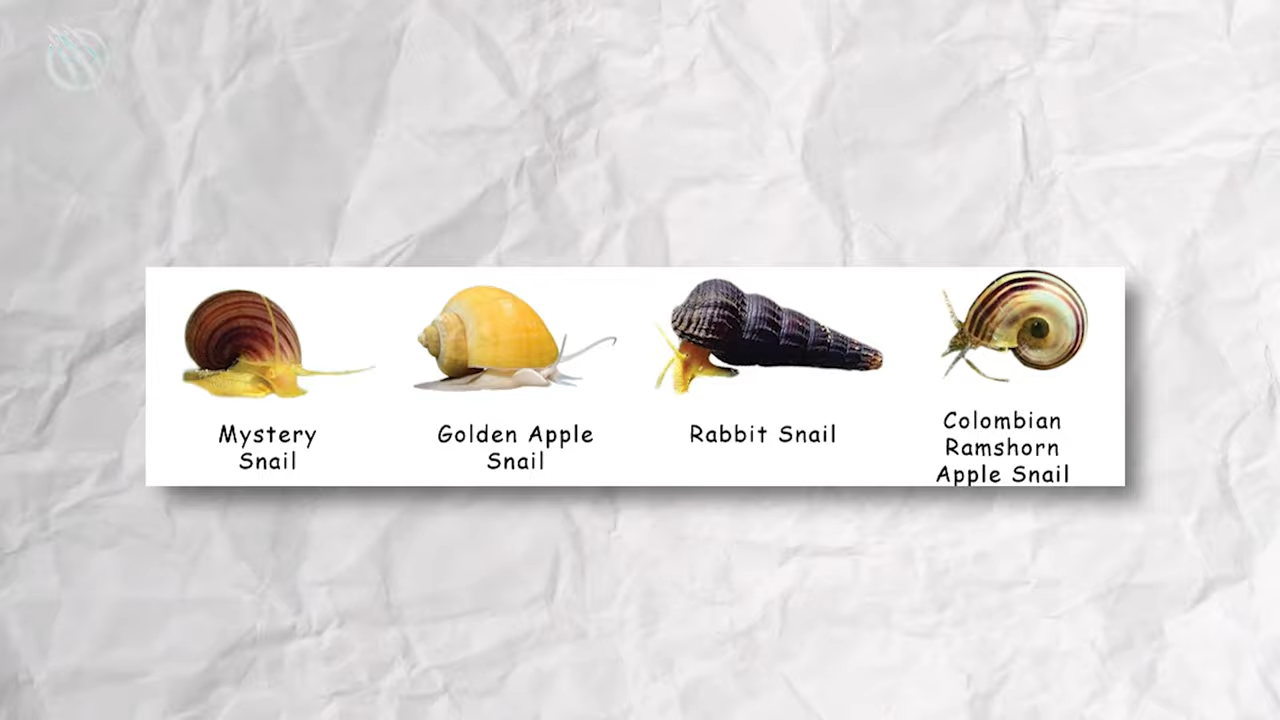 Mystery
Snail
Golden Apple
Snail
Rabbit Snail
Colombian
Ramshorn
Apple Snail